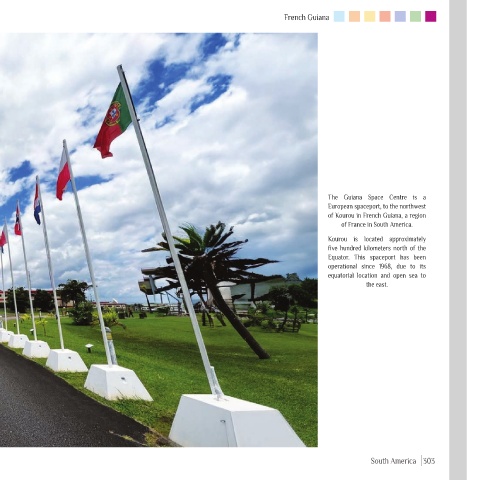 French Guiana
The Guiana Space Centre is a
European spaceport, to the northwest
of Kourou in French Guiana, a region
of France in South America.
Kourou is located approximately
five hundred kilometers north of the
Equator. This spaceport has been
operational since 1968, due to its
equatorial location and open sea to
the east.
South America 303